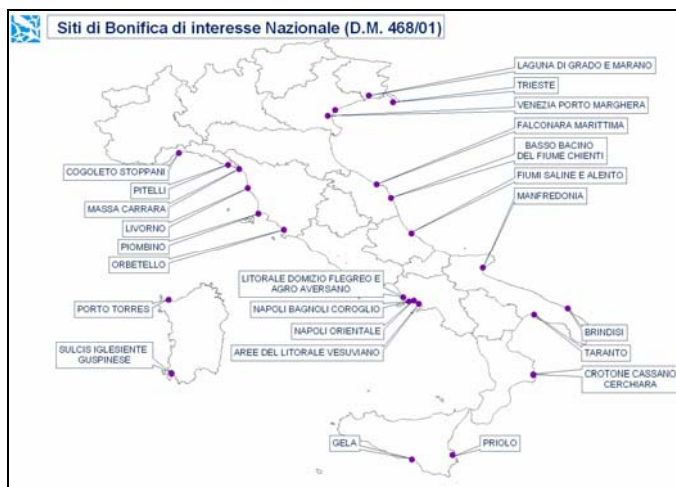 Siti di Bonifica di interesse Nazionale (D.M. 468/01)
LAGUNA DI GRADO E MARANO
TRIESTE
VENEZIA PORTO MARGHERA
FALCONARA MARITTIMA
BASSO BACINO
DEL FIUME CHIENTI
FIUMI SALINE E ALENTO
MANFREDONIA
COGOLETO STOPPANI
PITELLI
MASSA CARRARA
LIVORNO
PIOMBINO
ORBETELLO
LITORALE DOMIZIO FLEGREO E
AGRO AVERSANO
PORTO TORRES
NAPOLI BAGNOLI COROGLIO
NAPOLI ORIENTALE
AREE DEL LITORALE VESUVIANO
BRINDISI
TARANTO
SULCIS IGLESIENTE
GUSPINESE
CROTONE CASSANO
CERCHIARA
GELA
PRIOLO